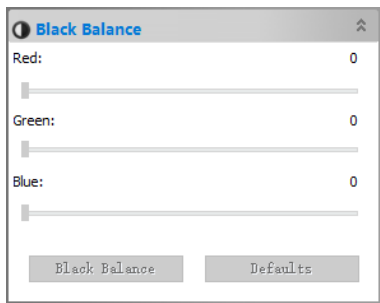 Black Balance
Red: 0
Green: 0
Blue: 0
Black Balance Defaults